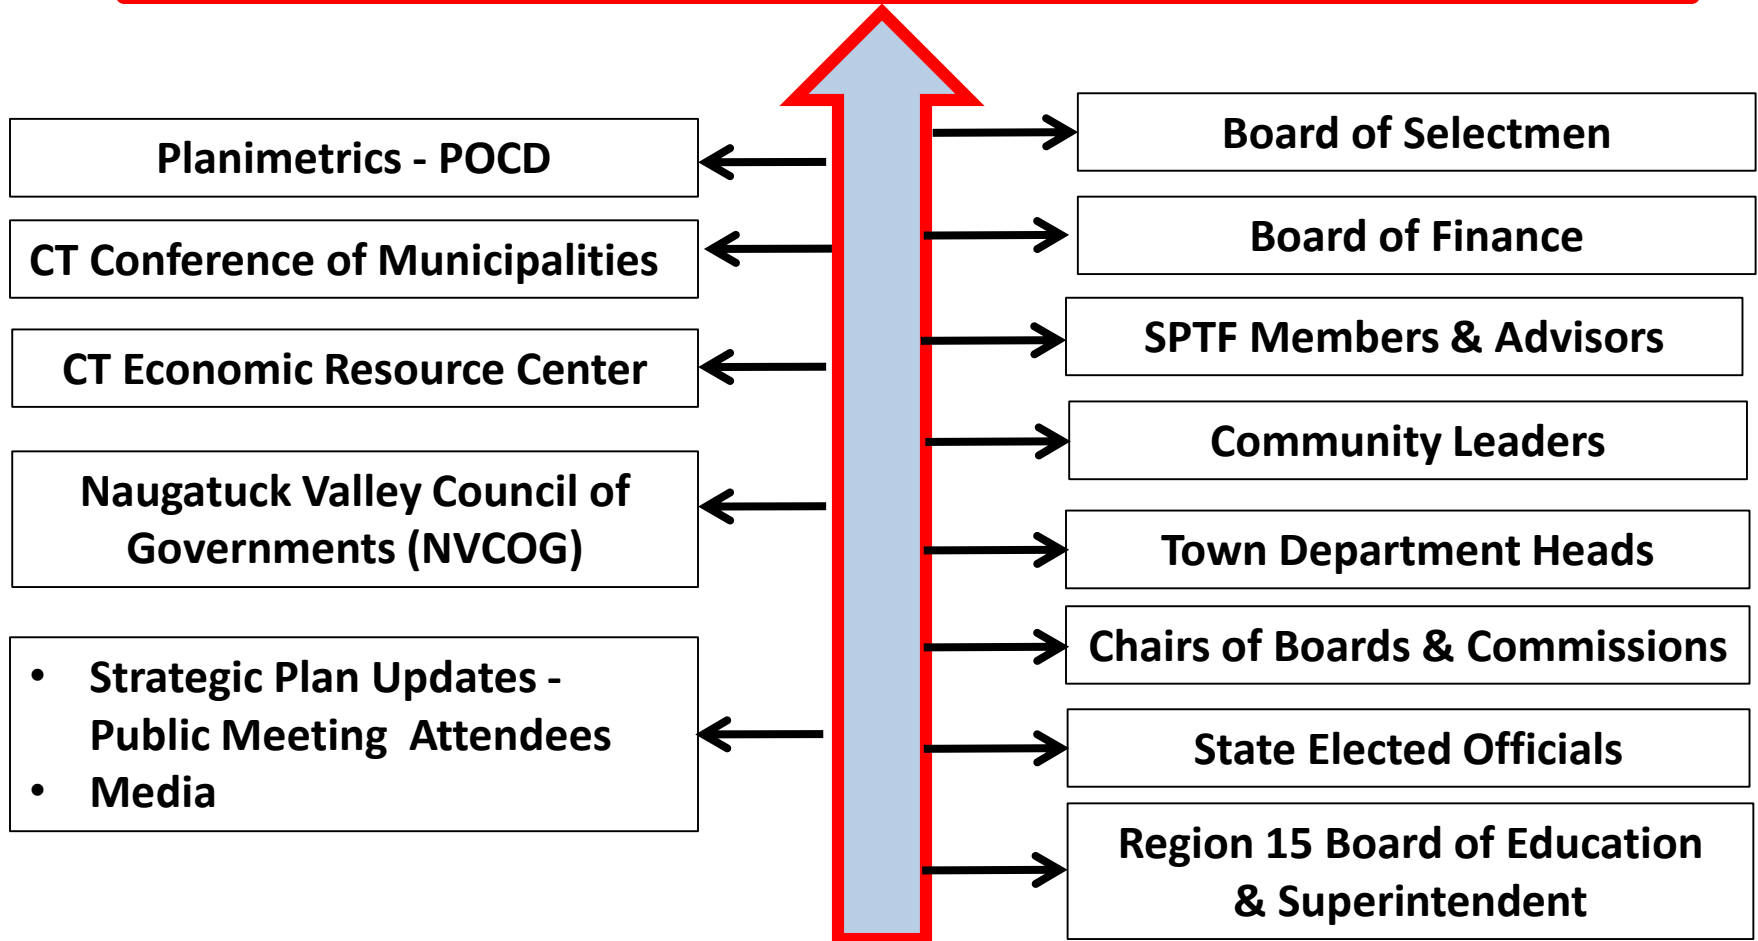 Planimetrics - POCD
CT Conference of Municipalities
CT Economic Resource Center
Naugatuck Valley Council of
Governments (NVCOG)
• Strategic Plan Updates -
Public Meeting Attendees
• Media
Board of Selectmen
Board of Finance
SPTF Members & Advisors
Community Leaders
Town Department Heads
Chairs of Boards & Commissions
State Elected Officials
Region 15 Board of Education
& Superintendent